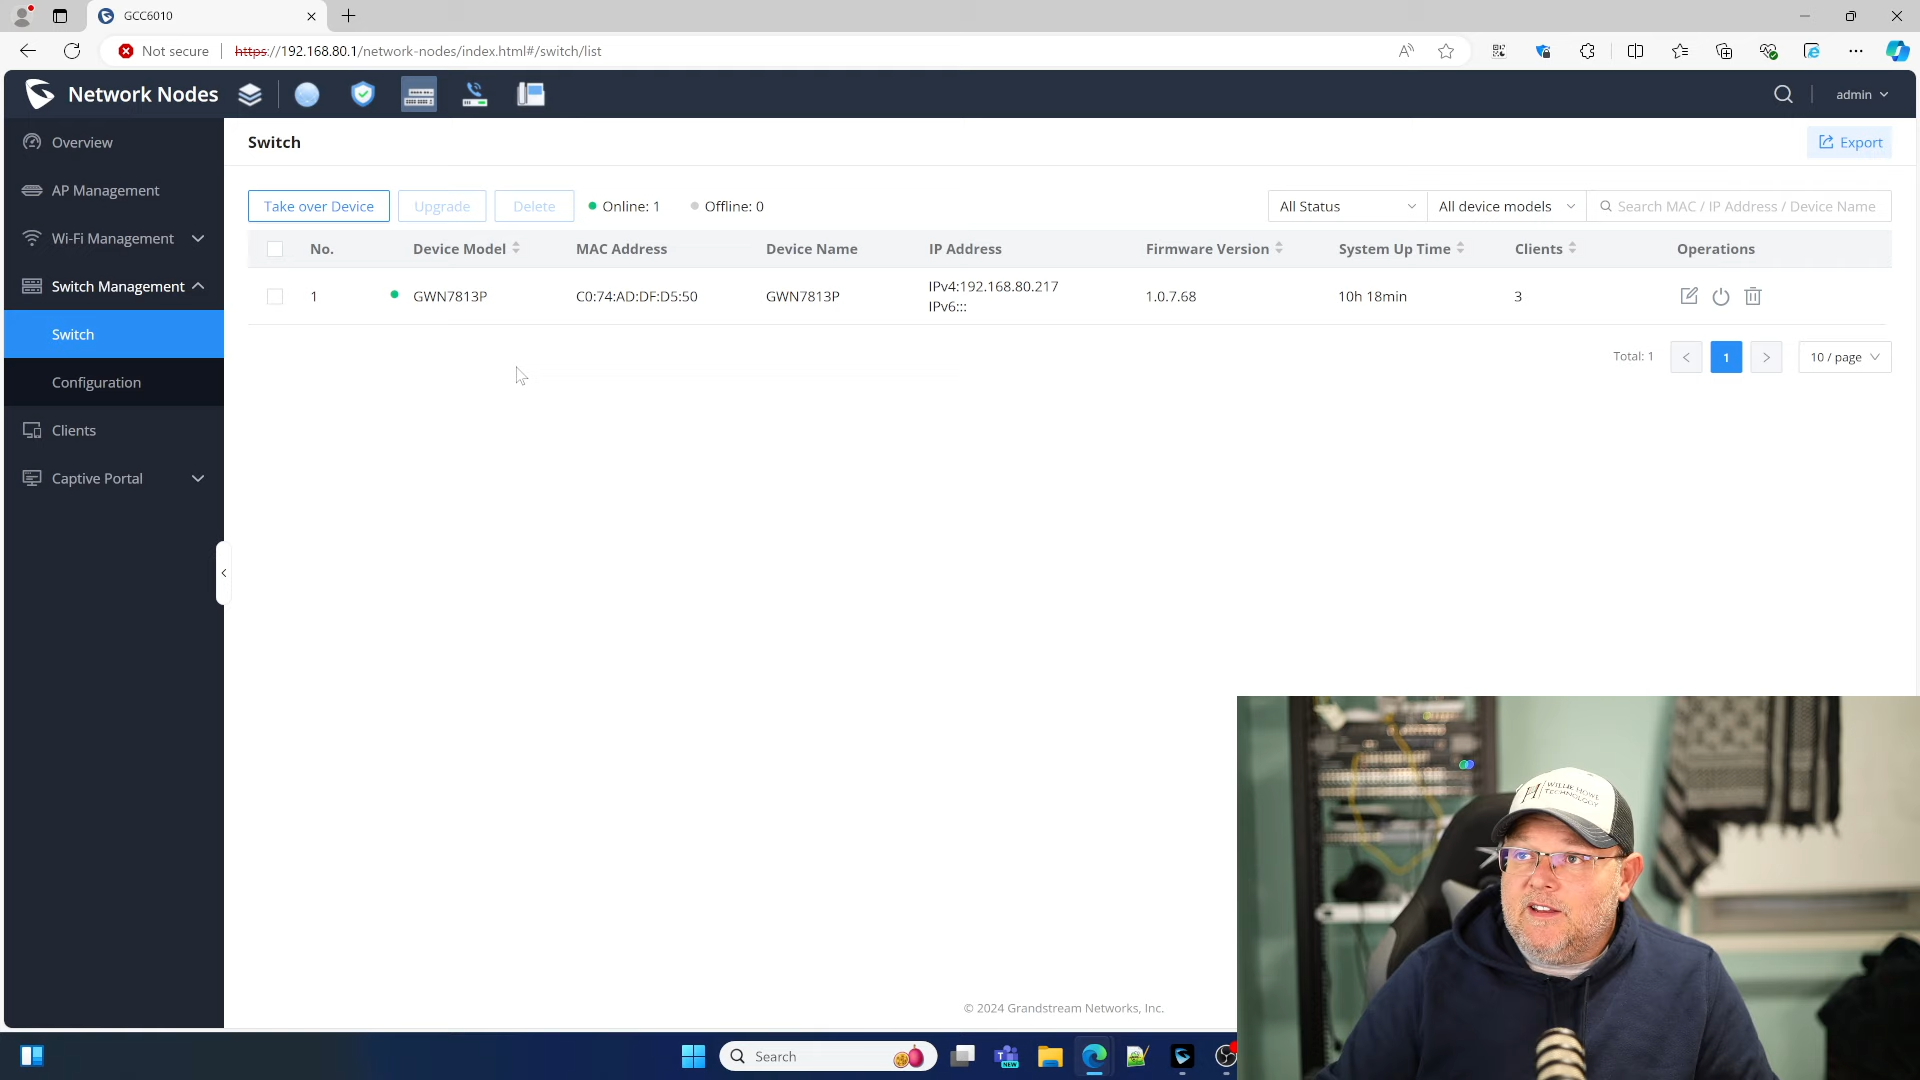 GCC6010
Not secure
https://192.168.80.1/network-nodes/index.html#/switch/list
Network Nodes
admin
Overview
AP Management
Wi-Fi Management
Switch Management
Switch
Configuration
Clients
Captive Portal
Switch
Export
Take over Device
Upgrade
Delete
Online: 1
Offline: 0
All Status
All device models
Search MAC / IP Address / Device Name
No. Device Model MAC Address Device Name IP Address Firmware Version System Up Time Clients Operations
1 GWN7813P C0:74:AD:DF:D5:50 GWN7813P IPv4:192.168.80.217 1.0.7.68 10h 18min 3
IPv6:::
Total: 1
<
1
>
10 / page
© 2024 Grandstream Networks, Inc.
WILLIE HOWE
TECHNOLOGY
Search
NEW